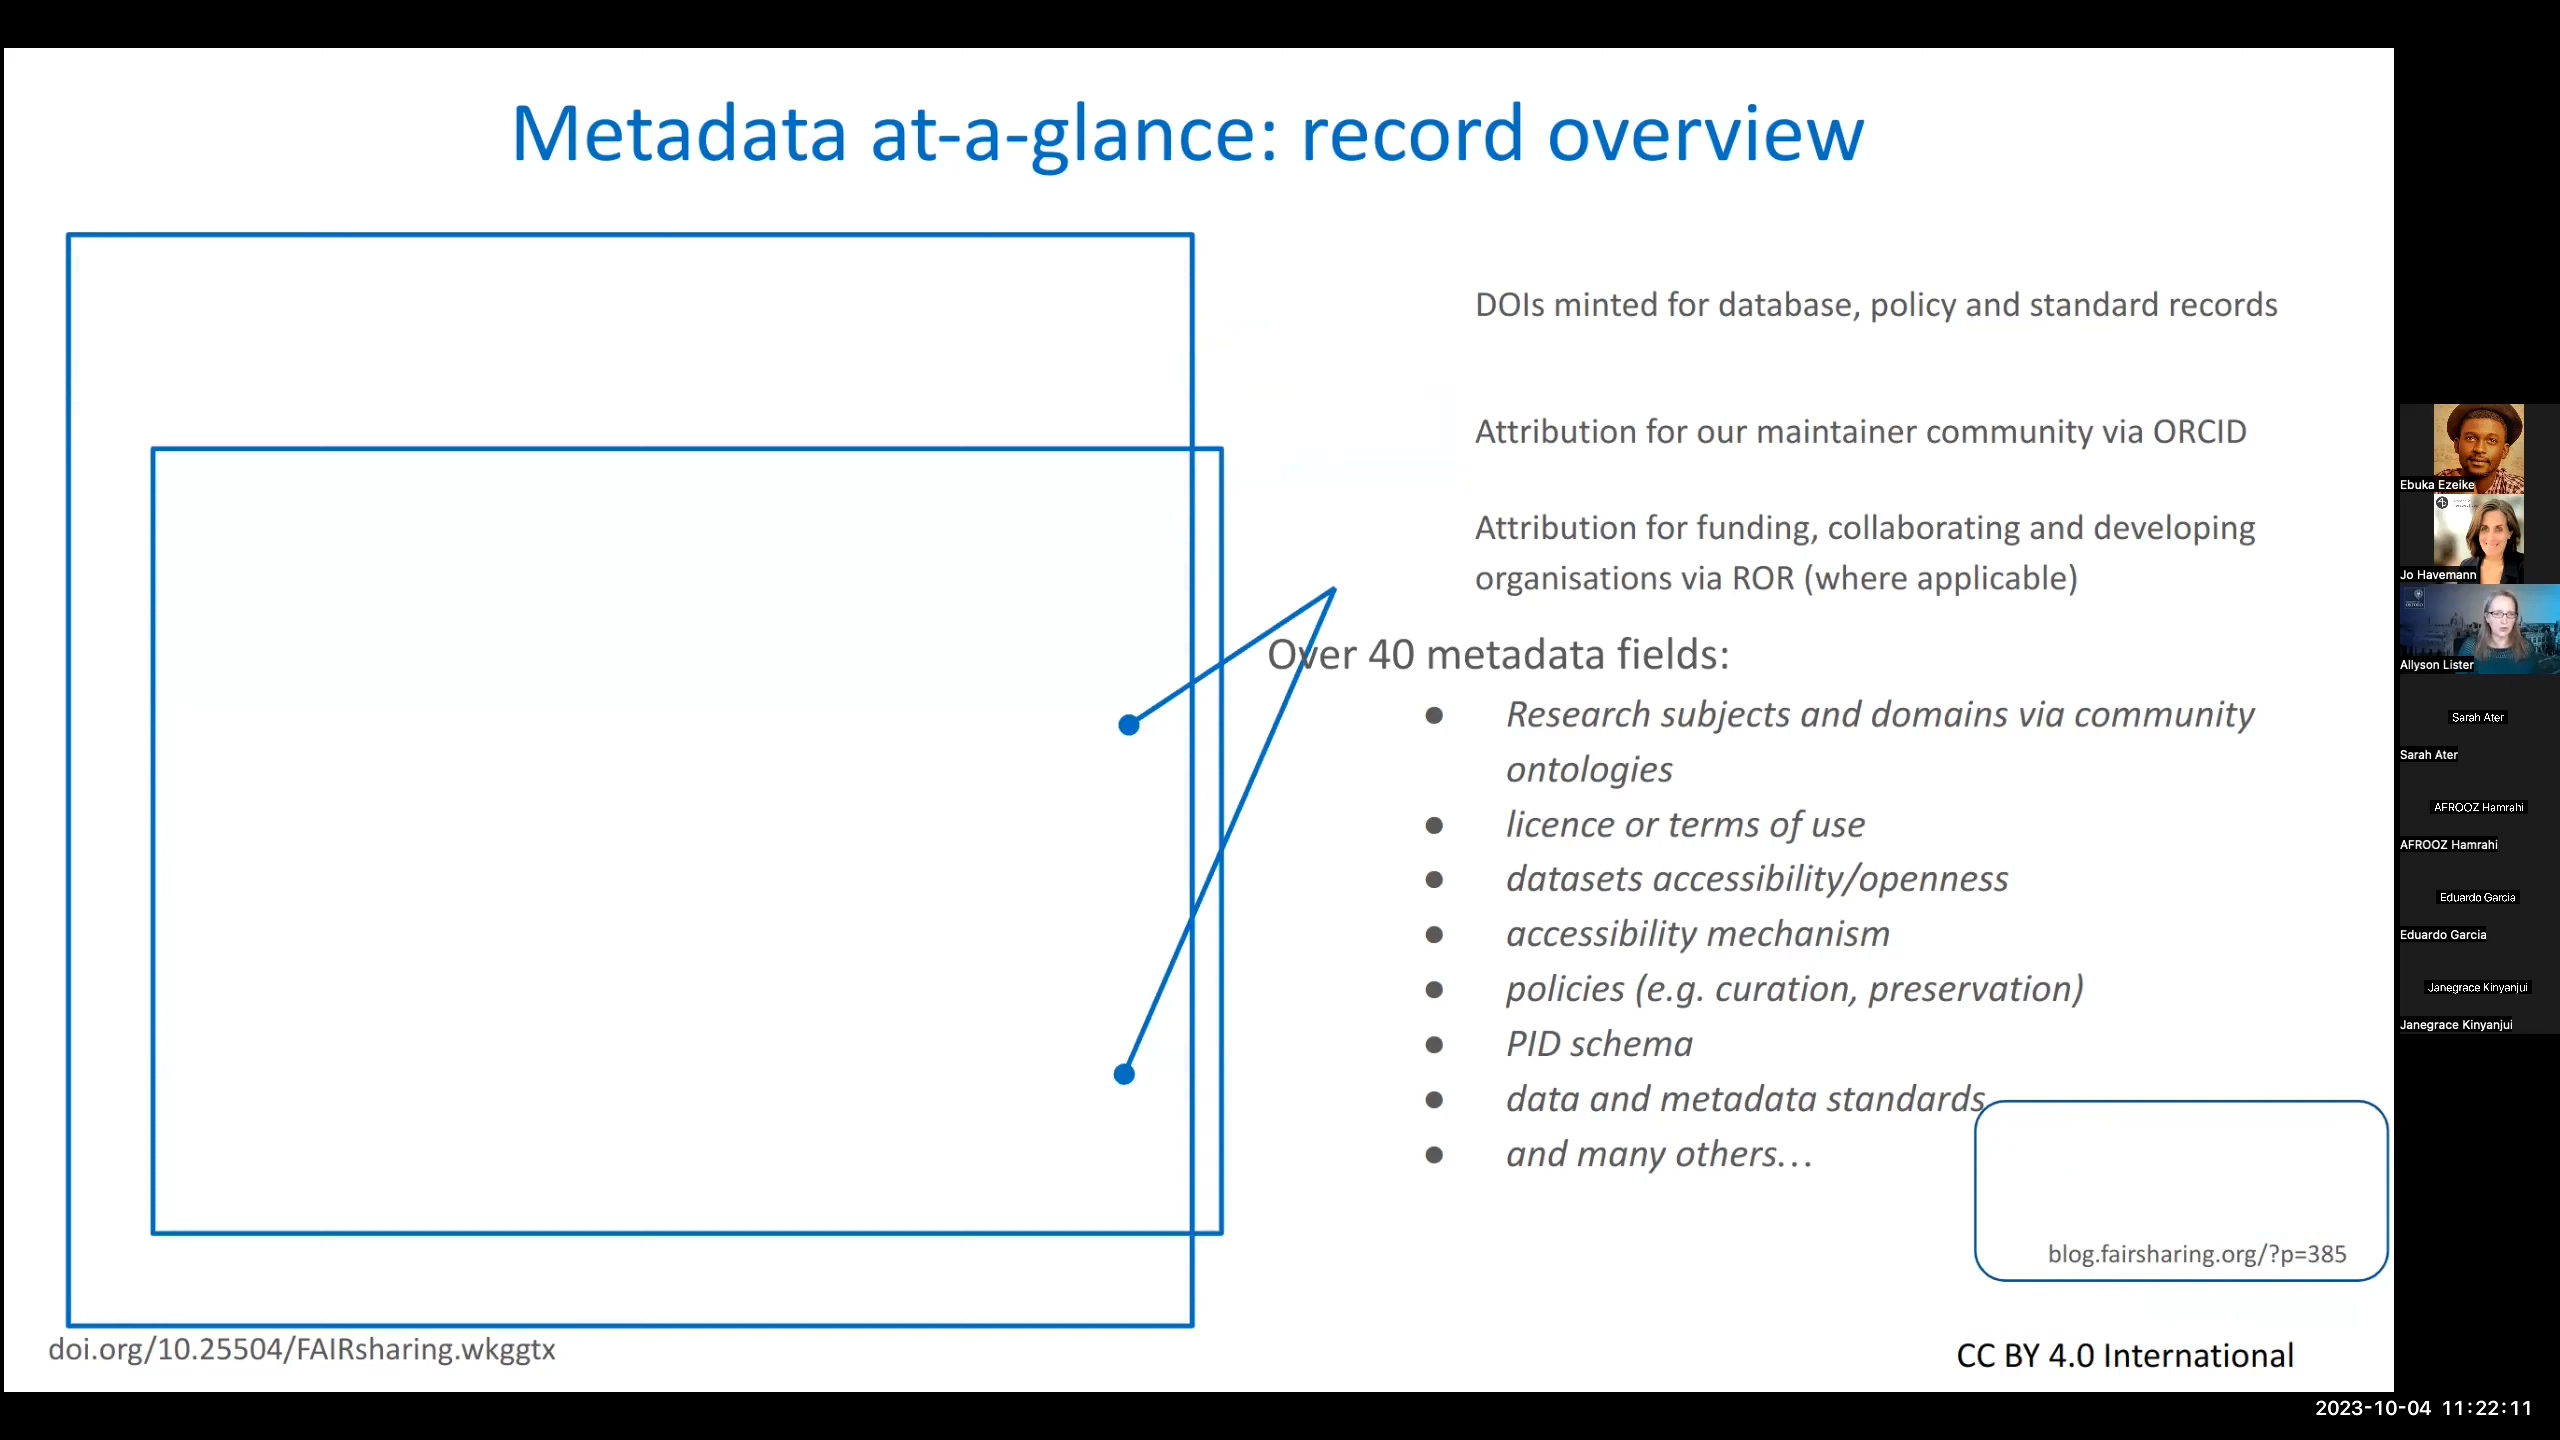 Metadata at-a-glance: record overview
DOIs minted for database, policy and standard records
Attribution for our maintainer community via ORCID
Attribution for funding, collaborating and developing
organisations via ROR (where applicable)
Over 40 metadata fields:
● Research subjects and domains via community
ontologies
● licence or terms of use
● datasets accessibility/openness
● accessibility mechanism
● policies (e.g. curation, preservation)
● PID schema
● data and metadata standards
● and many others…
blog.fairsharing.org/?p=385
doi.org/10.25504/FAIRsharing.wkggtx
CC BY 4.0 International
Ebuka Ezeike
Jo Havemann
Allyson Lister
Sarah Ater
Sarah Ater
AFROOZ Hamrahi
AFROOZ Hamrahi
Eduardo Garcia
Eduardo Garcia
Janegrace Kinyanjui
Janegrace Kinyanjui
2023-10-04 11:22:11